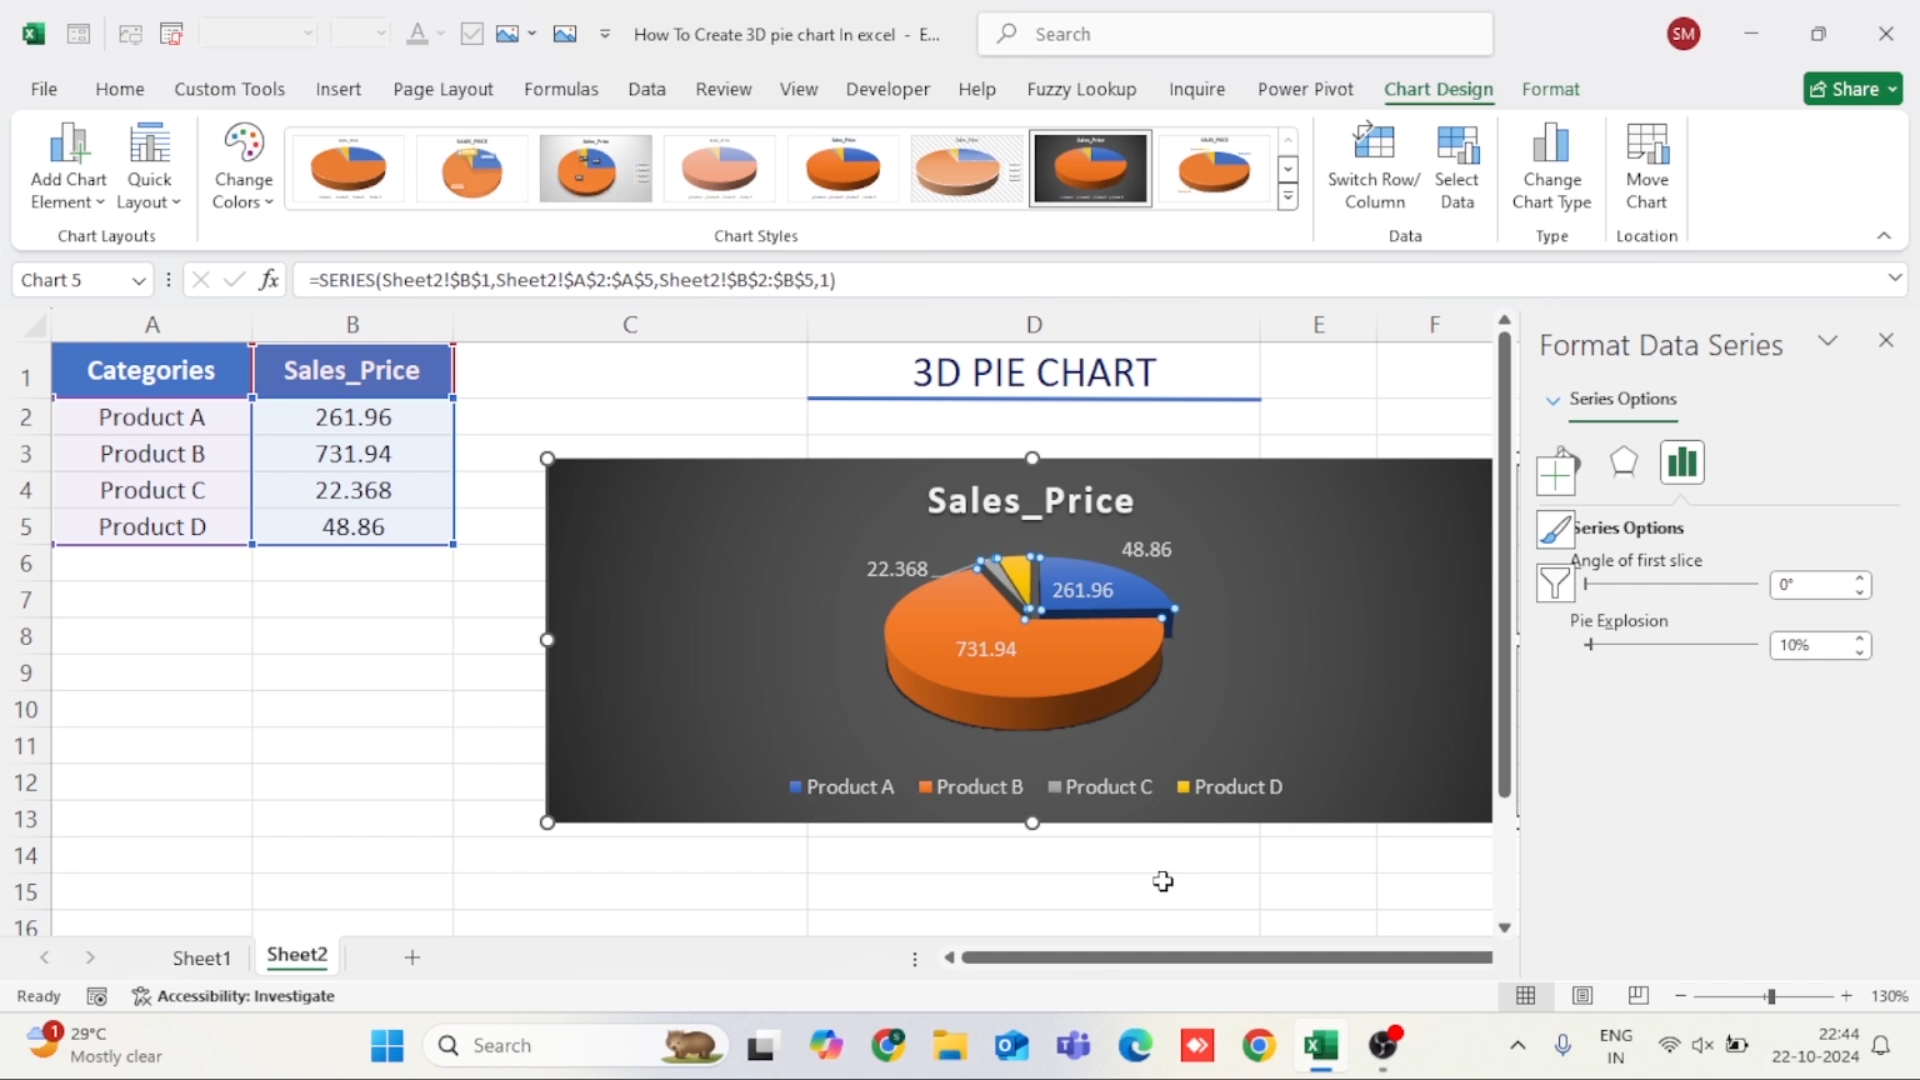 How To Create 3D pie chart In excel - E...
Search
SM
File Home Custom Tools Insert Page Layout Formulas Data Review View Developer Help Fuzzy Lookup Inquire Power Pivot Chart Design Format
Share
Add Chart Element
Quick Layout
Change Colors
Switch Row/ Column
Select Data
Change Chart Type
Move Chart
Chart Layouts
Chart Styles
Data
Type
Location
Chart 5
fx
=SERIES(Sheet2!$B$1,Sheet2!$A$2:$A$5,Sheet2!$B$2:$B$5,1)
A B C D E F
1 Categories Sales_Price 3D PIE CHART
2 Product A 261.96
3 Product B 731.94
4 Product C 22.368
5 Product D 48.86
6
7
8
9
10
11
12
13
14
15
16
Sales_Price
48.86
22.368
261.96
731.94
Product A Product B Product C Product D
Format Data Series
Series Options
Series Options
Angle of first slice
0°
Pie Explosion
10%
Sheet1 Sheet2
Ready
Accessibility: Investigate
130%
1
29°C
Mostly clear
Search
ENG
IN
22:44
22-10-2024